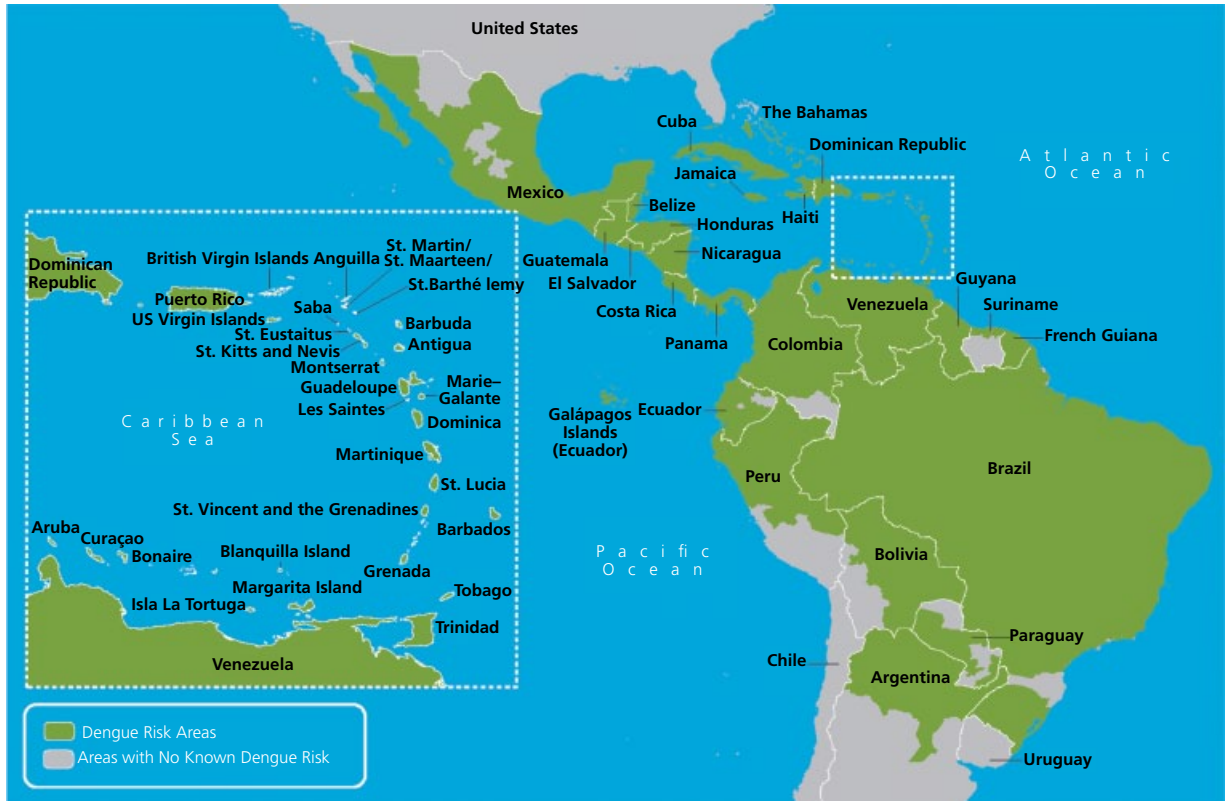 United States
The Bahamas
Cuba
Dominican Republic
Atlantic
Ocean
Jamaica
Mexico
Belize
Haiti
Honduras
Guatemala
Nicaragua
El Salvador
Costa Rica
Panama
Guyana
Venezuela
Suriname
French Guiana
Colombia
Galápagos
Islands
(Ecuador)
Ecuador
Peru
Brazil
Pacific
Ocean
Bolivia
Paraguay
Chile
Argentina
Uruguay
Dominican
Republic
British Virgin Islands
Anguilla
St. Martin/
St. Maarteen/
St.Barthé lemy
Puerto Rico
Saba
US Virgin Islands
St. Eustaitus
St. Kitts and Nevis
Barbuda
Antigua
Montserrat
Guadeloupe
Marie–
Galante
Les Saintes
Caribbean
Sea
Dominica
Martinique
St. Lucia
St. Vincent and the Grenadines
Barbados
Aruba
Curaçao
Bonaire
Blanquilla Island
Grenada
Margarita Island
Isla La Tortuga
Tobago
Trinidad
Venezuela
Dengue Risk Areas
Areas with No Known Dengue Risk